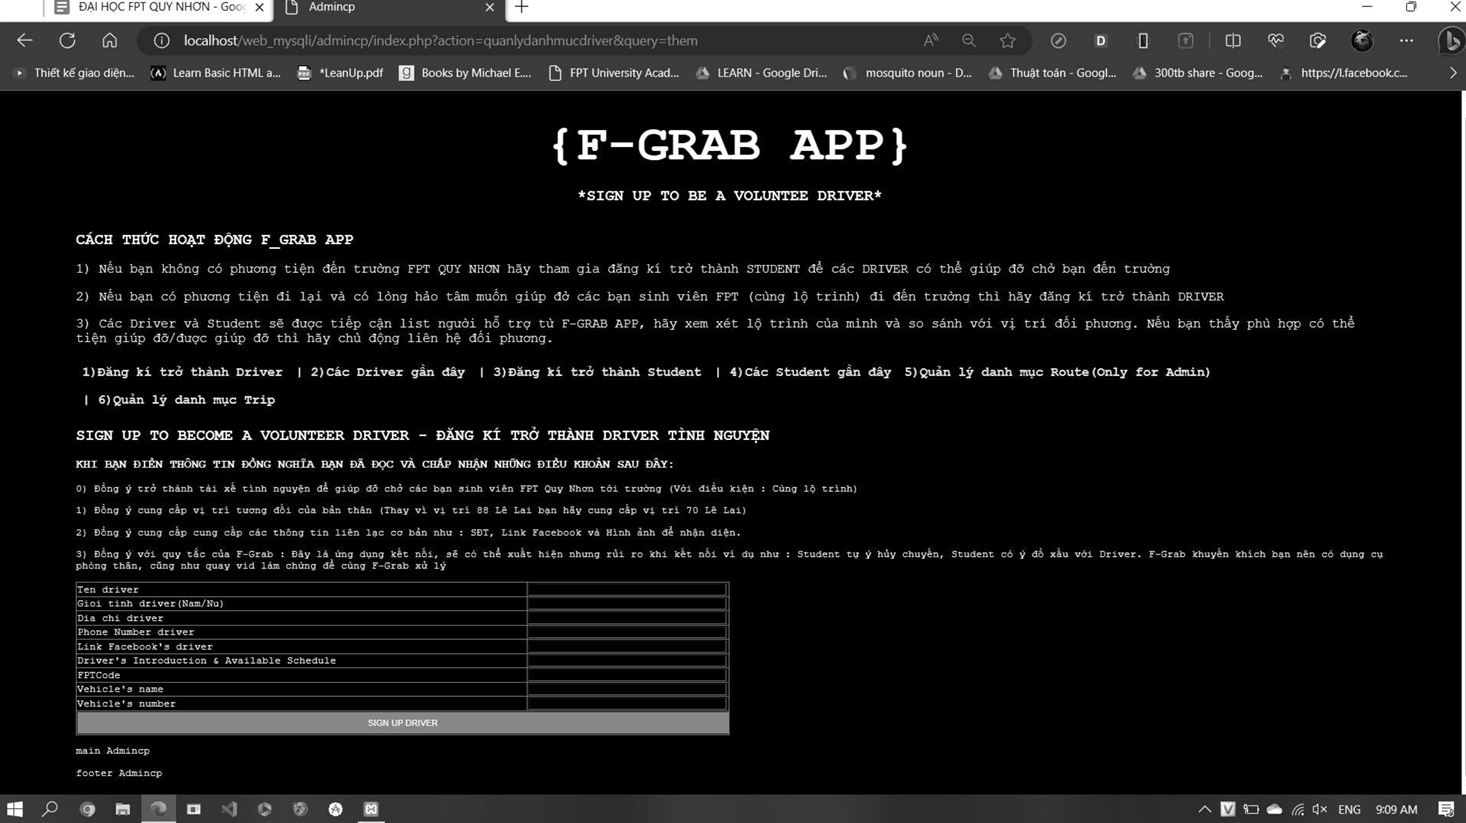 ĐẠI HỌC FPT QUY NHƠN - Goo
Admincp
localhost/web_mysqli/admincp/index.php?action=quanlydanhmucdriver&query=them
Thiết kế giao diện...
Learn Basic HTML a...
*LeanUp.pdf
Books by Michael E....
FPT University Acad...
LEARN - Google Dri...
mosquito noun - D...
Thuật toán - Googl...
300tb share - Goog...
https://l.facebook.c...
{F-GRAB APP}
*SIGN UP TO BE A VOLUNTEE DRIVER*
CÁCH THỨC HOẠT ĐỘNG F_GRAB APP
1) Nếu bạn không có phương tiện đến trường FPT QUY NHƠN hãy tham gia đăng kí trở thành STUDENT để các DRIVER có thể giúp đỡ chở bạn đến trường
2) Nếu bạn có phương tiện đi lại và có lòng hảo tâm muốn giúp đở các bạn sinh viên FPT (cùng lộ trình) đi đến trường thì hãy đăng kí trở thành DRIVER
3) Các Driver và Student sẽ được tiếp cận list người hỗ trợ từ F-GRAB APP, hãy xem xét lộ trình của mình và so sánh với vị trí đối phương. Nếu bạn thấy phù hợp có thể
tiện giúp đỡ/được giúp đỡ thì hãy chủ động liên hệ đối phương.
1)Đăng kí trở thành Driver | 2)Các Driver gần đây | 3)Đăng kí trở thành Student | 4)Các Student gần đây 5)Quản lý danh mục Route(Only for Admin)
| 6)Quản lý danh mục Trip
SIGN UP TO BECOME A VOLUNTEER DRIVER - ĐĂNG KÍ TRỞ THÀNH DRIVER TÌNH NGUYỆN
KHI BẠN ĐIỀN THÔNG TIN ĐỒNG NGHĨA BẠN ĐÃ ĐỌC VÀ CHẤP NHẬN NHỮNG ĐIỀU KHOẢN SAU ĐÂY:
0) Đồng ý trở thành tài xế tình nguyện để giúp đỡ chở các bạn sinh viên FPT Quy Nhơn tới trường (Với điều kiện : Cùng lộ trình)
1) Đồng ý cung cấp vị trí tương đối của bản thân (Thay vì vị trí 88 Lê Lai bạn hãy cung cấp vị trí 70 Lê Lai)
2) Đồng ý cung cấp cung cấp các thông tin liên lạc cơ bản như : SĐT, Link Facebook và Hình ảnh để nhận diện.
3) Đồng ý với quy tắc của F-Grab : Đây là ứng dụng kết nối, sẽ có thể xuất hiện nhưng rủi ro khi kết nối ví dụ như : Student tự ý hủy chuyến, Student có ý đồ xấu với Driver. F-Grab khuyến khích bạn nên có dụng cụ
phòng thân, cũng như quay vid làm chứng để cùng F-Grab xử lý
Ten driver
Gioi tinh driver(Nam/Nu)
Dia chi driver
Phone Number driver
Link Facebook's driver
Driver's Introduction & Available Schedule
FPTCode
Vehicle's name
Vehicle's number
SIGN UP DRIVER
main Admincp
footer Admincp
ENG
9:09 AM